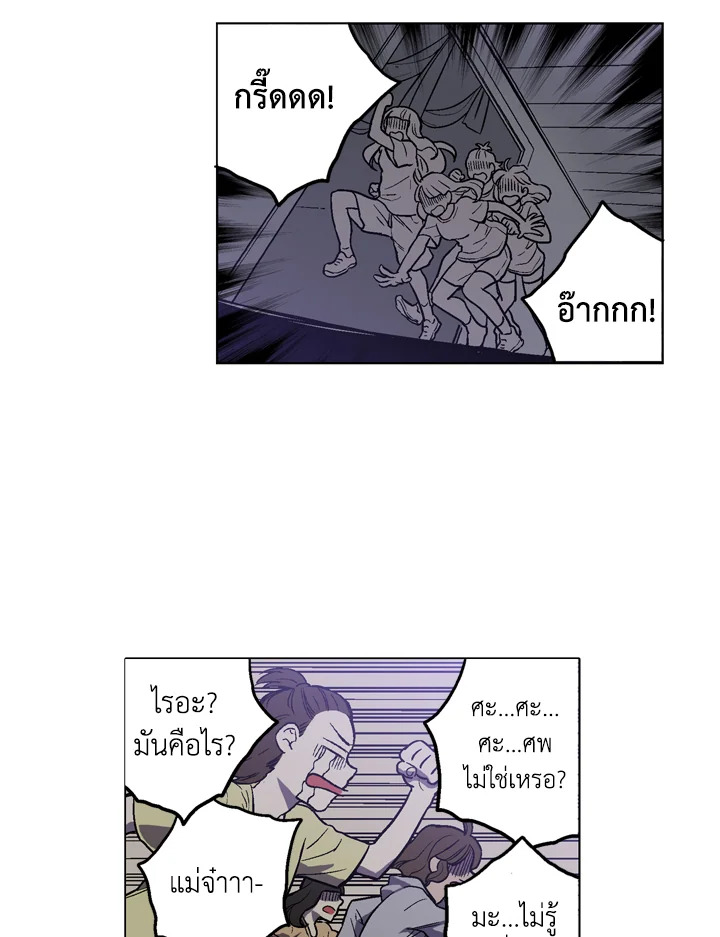 กรี๊ดดด!
อ๊ากกก!
ไรอะ?
มันคือไร?
ศะ...ศะ...
ศะ...ศพ
ไม่ใช่เหรอ?
แม่จ๋าาา-
มะ...ไม่รู้